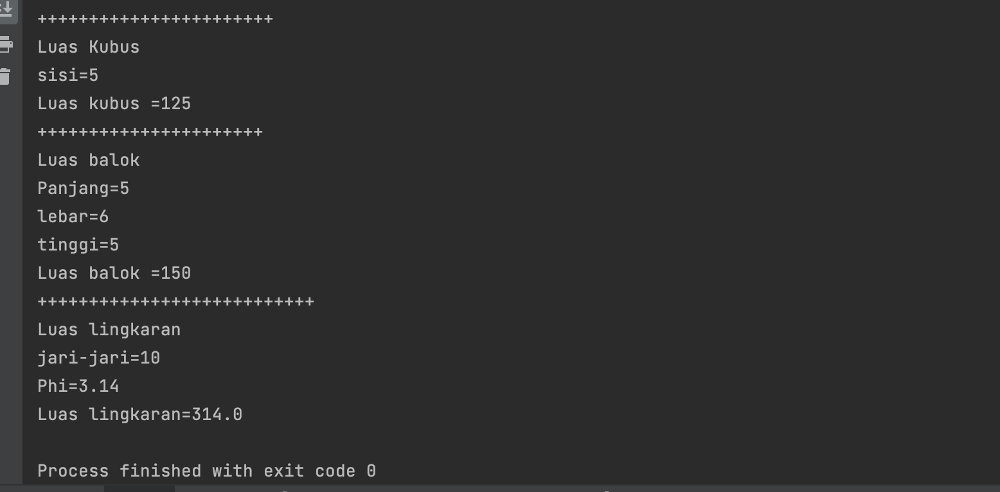 +++++++++++++++++++++++
Luas Kubus
sisi=5
Luas kubus =125
++++++++++++++++++++++
Luas balok
Panjang=5
lebar=6
tinggi=5
Luas balok =150
+++++++++++++++++++++++++++
Luas lingkaran
jari-jari=10
Phi=3.14
Luas lingkaran=314.0
Process finished with exit code 0